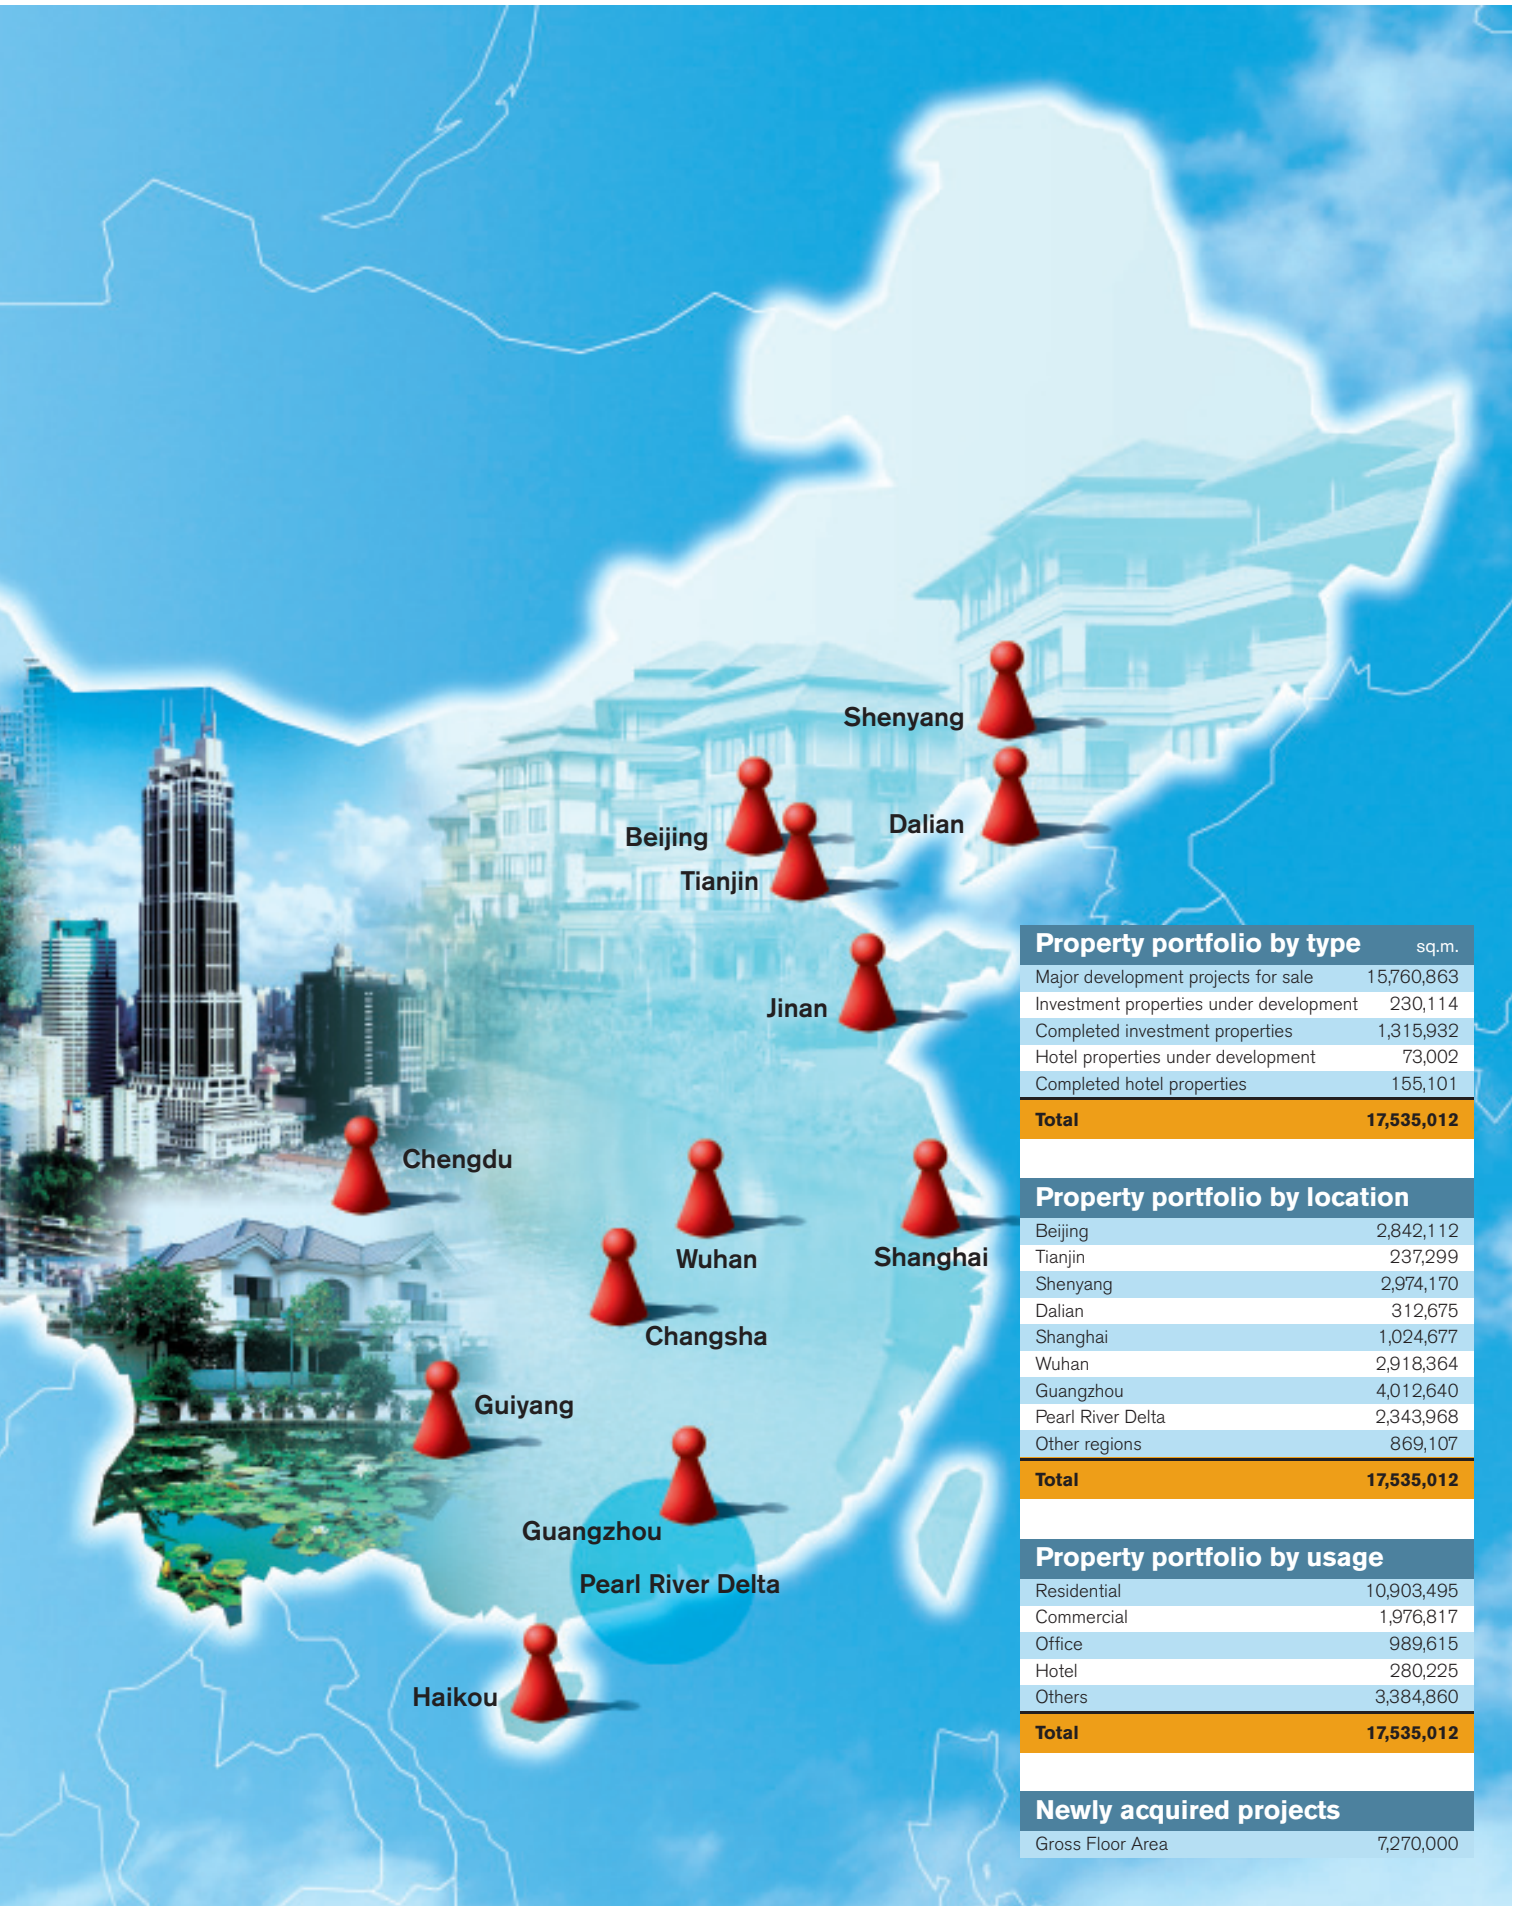 Shenyang
Dalian
Beijing
Tianjin
Jinan
Chengdu
Wuhan
Shanghai
Changsha
Guiyang
Guangzhou
Pearl River Delta
Haikou
Property portfolio by type sq.m.
Major development projects for sale 15,760,863
Investment properties under development 230,114
Completed investment properties 1,315,932
Hotel properties under development 73,002
Completed hotel properties 155,101
Total 17,535,012
Property portfolio by location
Beijing 2,842,112
Tianjin 237,299
Shenyang 2,974,170
Dalian 312,675
Shanghai 1,024,677
Wuhan 2,918,364
Guangzhou 4,012,640
Pearl River Delta 2,343,968
Other regions 869,107
Total 17,535,012
Property portfolio by usage
Residential 10,903,495
Commercial 1,976,817
Office 989,615
Hotel 280,225
Others 3,384,860
Total 17,535,012
Newly acquired projects
Gross Floor Area 7,270,000